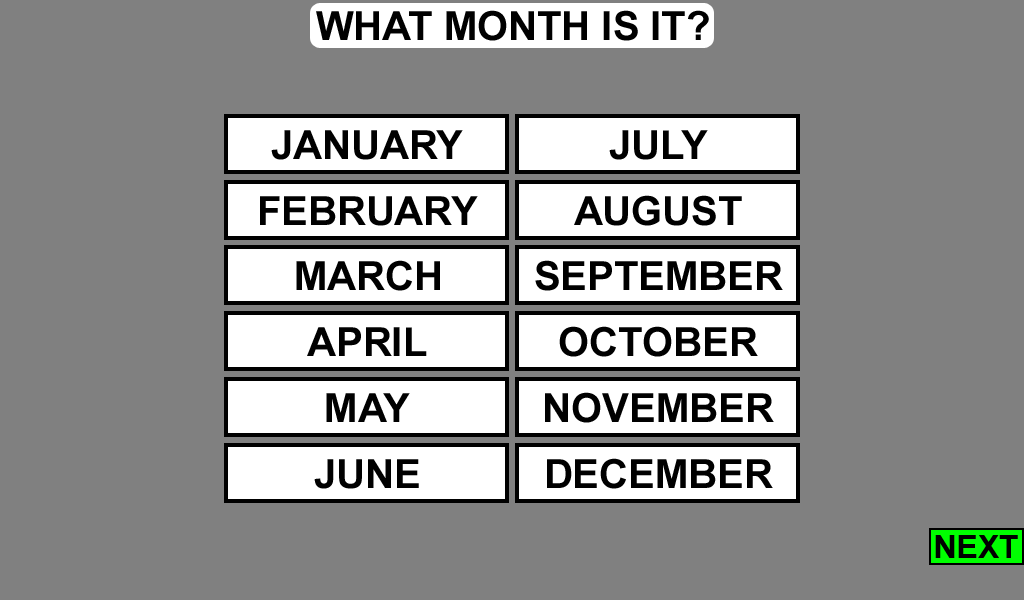 WHAT MONTH IS IT?
JANUARY
JULY
FEBRUARY
AUGUST
MARCH
SEPTEMBER
APRIL
OCTOBER
MAY
NOVEMBER
JUNE
DECEMBER
NEXT